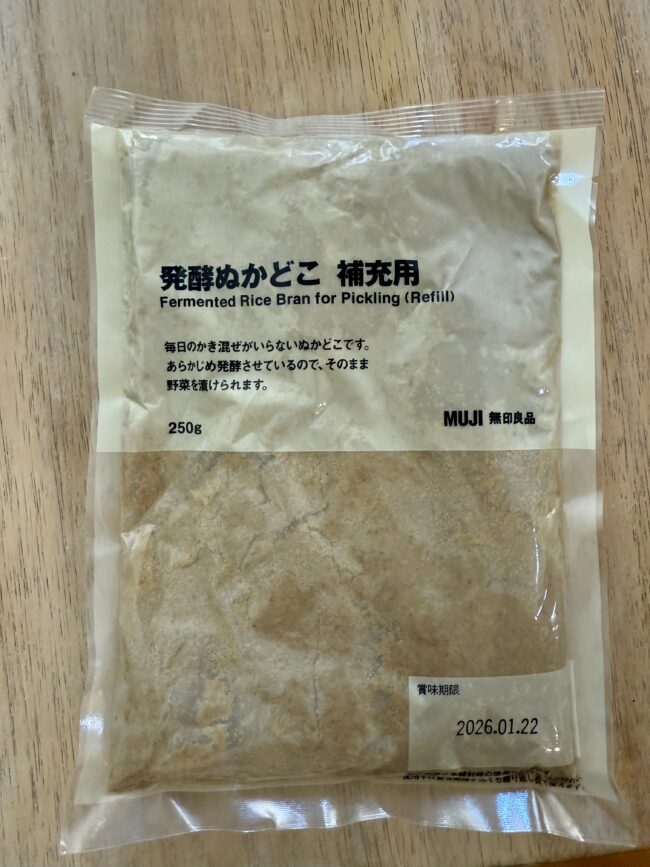 発酵ぬかどこ 補充用
Fermented Rice Bran for Pickling (Refill)
毎日のかき混ぜがいらないぬかどこです。
あらかじめ発酵させているので、そのまま
野菜を漬けられます。
250g
MUJI 無印良品
賞味期限
2026.01.22